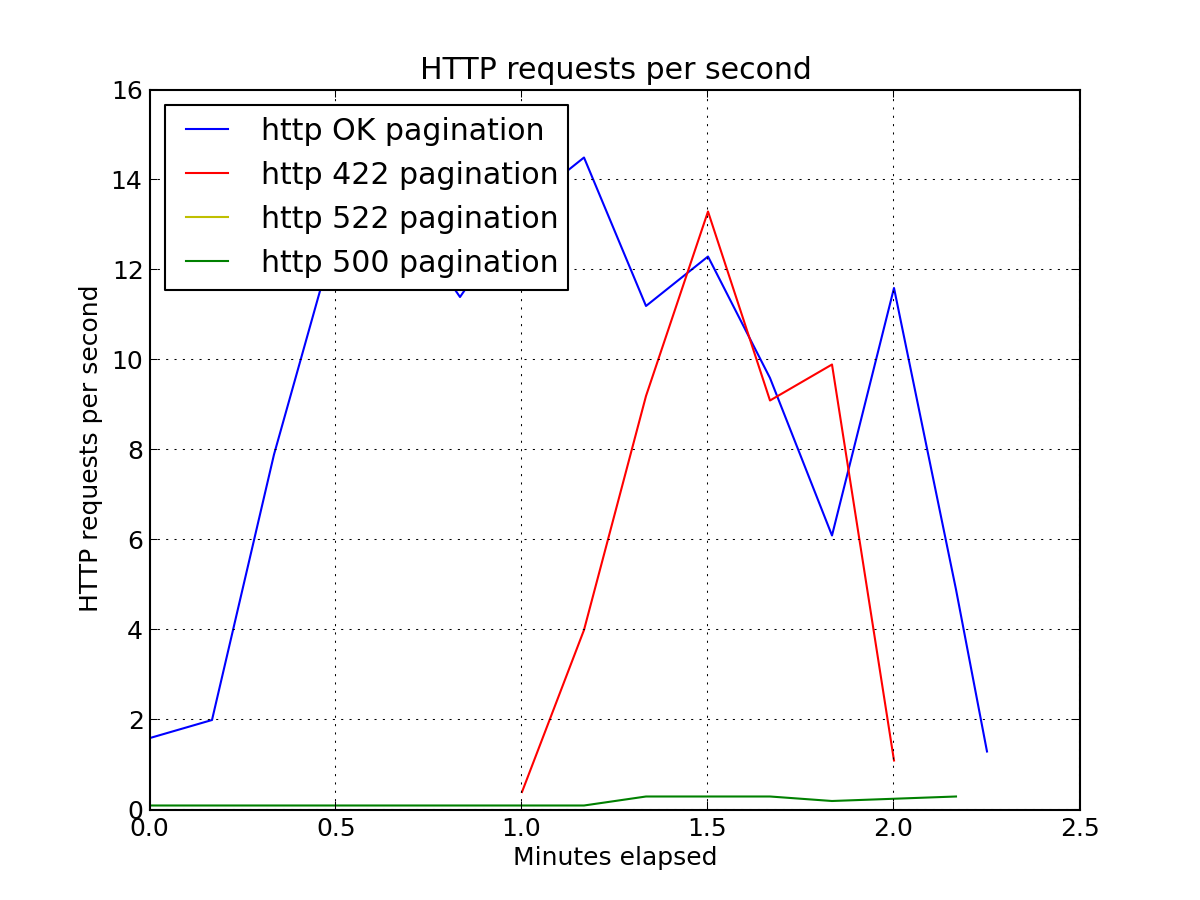 HTTP requests per second
16
14
12
10
8
6
4
2
0
http OK pagination
http 422 pagination
http 522 pagination
http 500 pagination
HTTP requests per second
0.0 0.5 1.0 1.5 2.0 2.5
Minutes elapsed